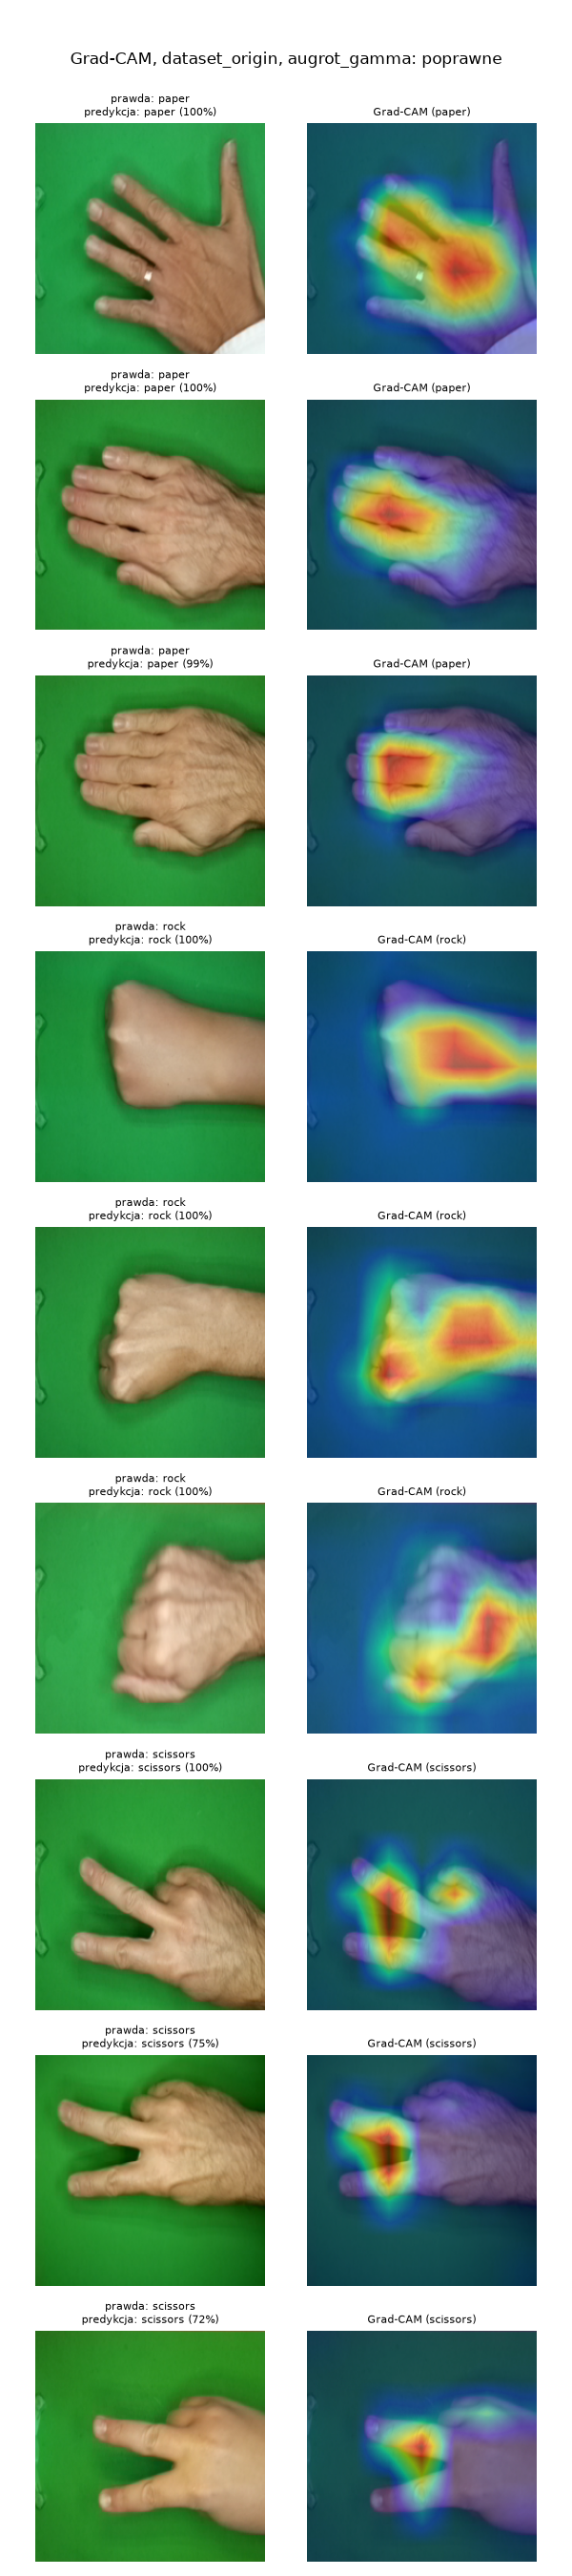 Grad-CAM, dataset_origin, augrot_gamma: poprawne
prawda: paper
predykcja: paper (100%)
Grad-CAM (paper)
prawda: paper
predykcja: paper (100%)
Grad-CAM (paper)
prawda: paper
predykcja: paper (99%)
Grad-CAM (paper)
prawda: rock
predykcja: rock (100%)
Grad-CAM (rock)
prawda: rock
predykcja: rock (100%)
Grad-CAM (rock)
prawda: rock
predykcja: rock (100%)
Grad-CAM (rock)
prawda: scissors
predykcja: scissors (100%)
Grad-CAM (scissors)
prawda: scissors
predykcja: scissors (75%)
Grad-CAM (scissors)
prawda: scissors
predykcja: scissors (72%)
Grad-CAM (scissors)